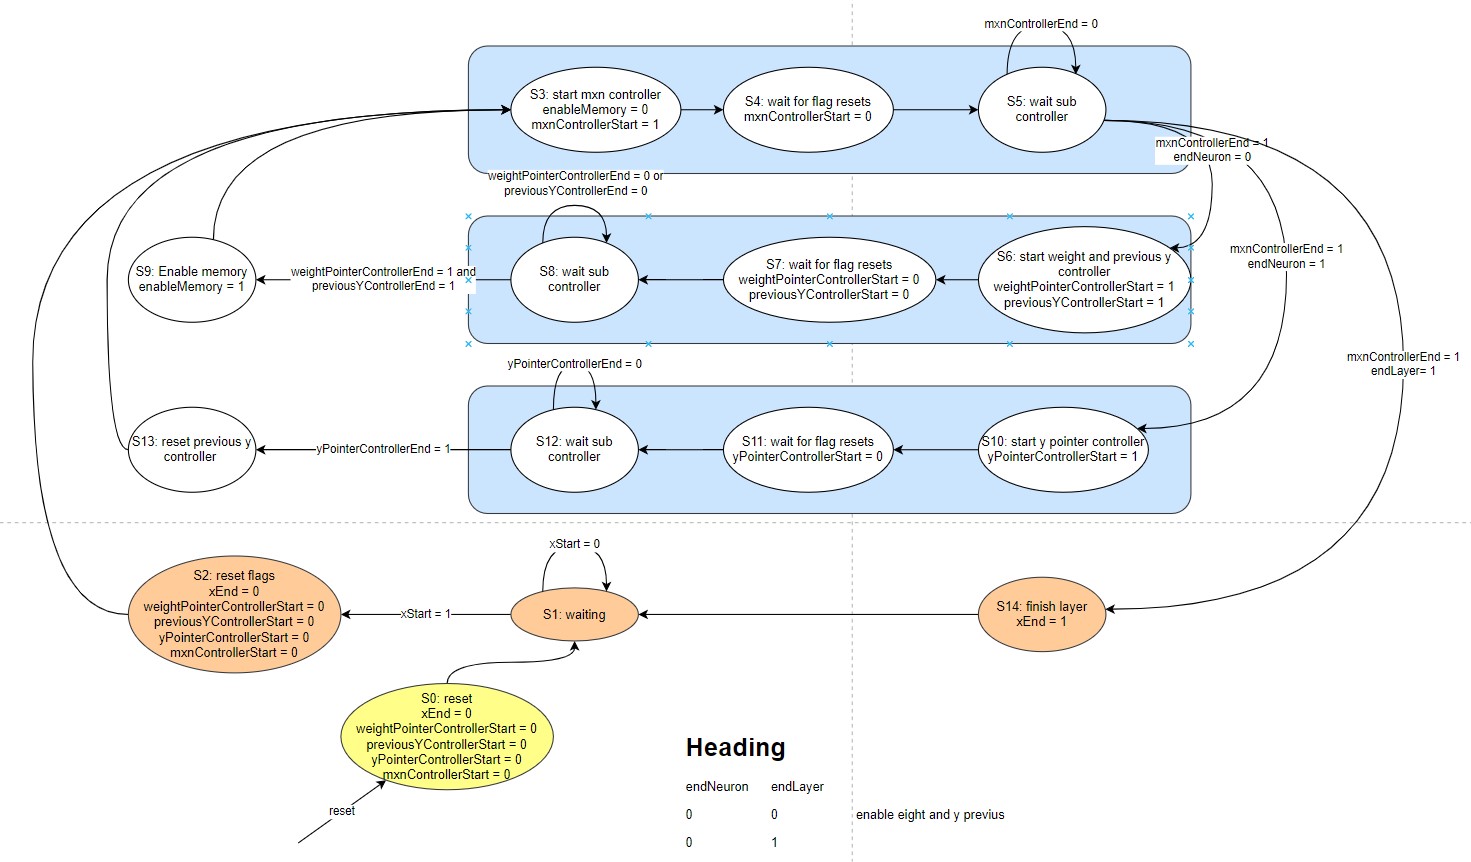 mxnControllerEnd = 0
S3: start mxn controller
enableMemory = 0
mxnControllerStart = 1
S4: wait for flag resets
mxnControllerStart = 0
S5: wait sub
controller
mxnControllerEnd = 1
endNeuron = 0
weightPointerControllerEnd = 0 or
previousYControllerEnd = 0
S9: Enable memory
enableMemory = 1
weightPointerControllerEnd = 1 and
previousYControllerEnd = 1
S8: wait sub
controller
S7: wait for flag resets
weightPointerControllerStart = 0
previousYControllerStart = 0
S6: start weight and previous y
controller
weightPointerControllerStart = 1
previousYControllerStart = 1
mxnControllerEnd = 1
endNeuron = 1
mxnControllerEnd = 1
endLayer= 1
yPointerControllerEnd = 0
S13: reset previous y
controller
yPointerControllerEnd = 1
S12: wait sub
controller
S11: wait for flag resets
yPointerControllerStart = 0
S10: start y pointer controller
yPointerControllerStart = 1
xStart = 0
S2: reset flags
xEnd = 0
weightPointerControllerStart = 0
previousYControllerStart = 0
yPointerControllerStart = 0
mxnControllerStart = 0
xStart = 1
S1: waiting
S14: finish layer
xEnd = 1
S0: reset
xEnd = 0
weightPointerControllerStart = 0
previousYControllerStart = 0
yPointerControllerStart = 0
mxnControllerStart = 0
reset
Heading
endNeuron endLayer
0 0 enable eight and y previus
0 1